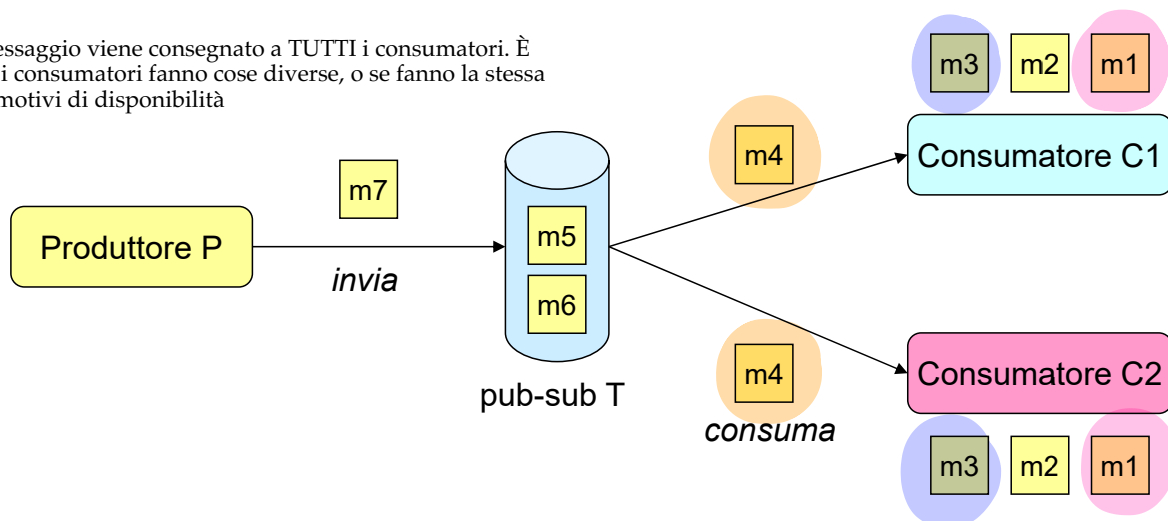 essaggio viene consegnato a TUTTI i consumatori. È
i consumatori fanno cose diverse, o se fanno la stessa
motivi di disponibilità
m3 m2 m1
Consumatore C1
m4
m7
Produttore P
invia
m5
m6
pub-sub T
m4
consuma
Consumatore C2
m3 m2 m1